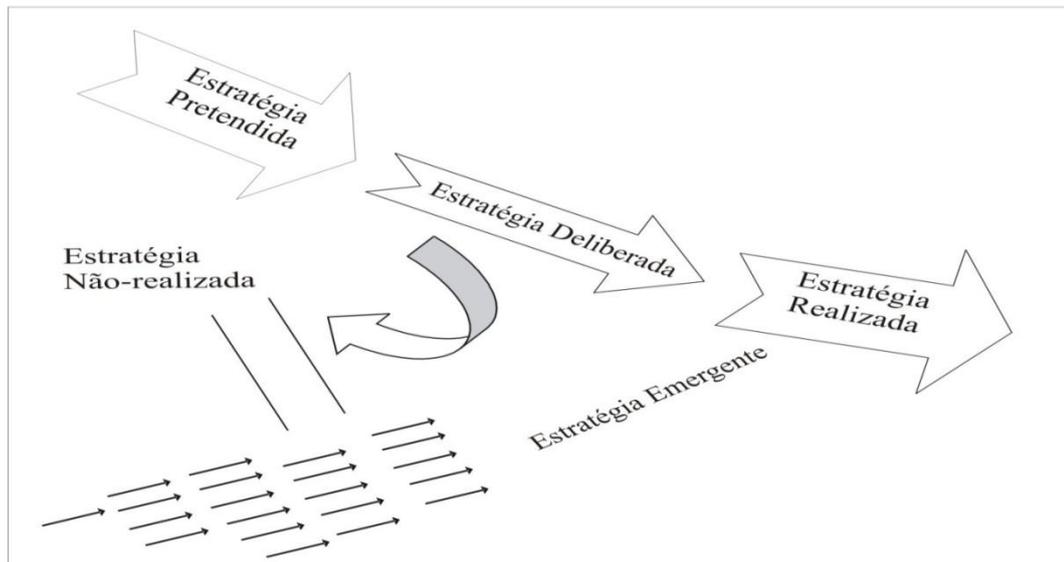 Estratégia
Pretendida
Estratégia Deliberada
Estratégia
Não-realizada
Estratégia
Realizada
Estratégia Emergente